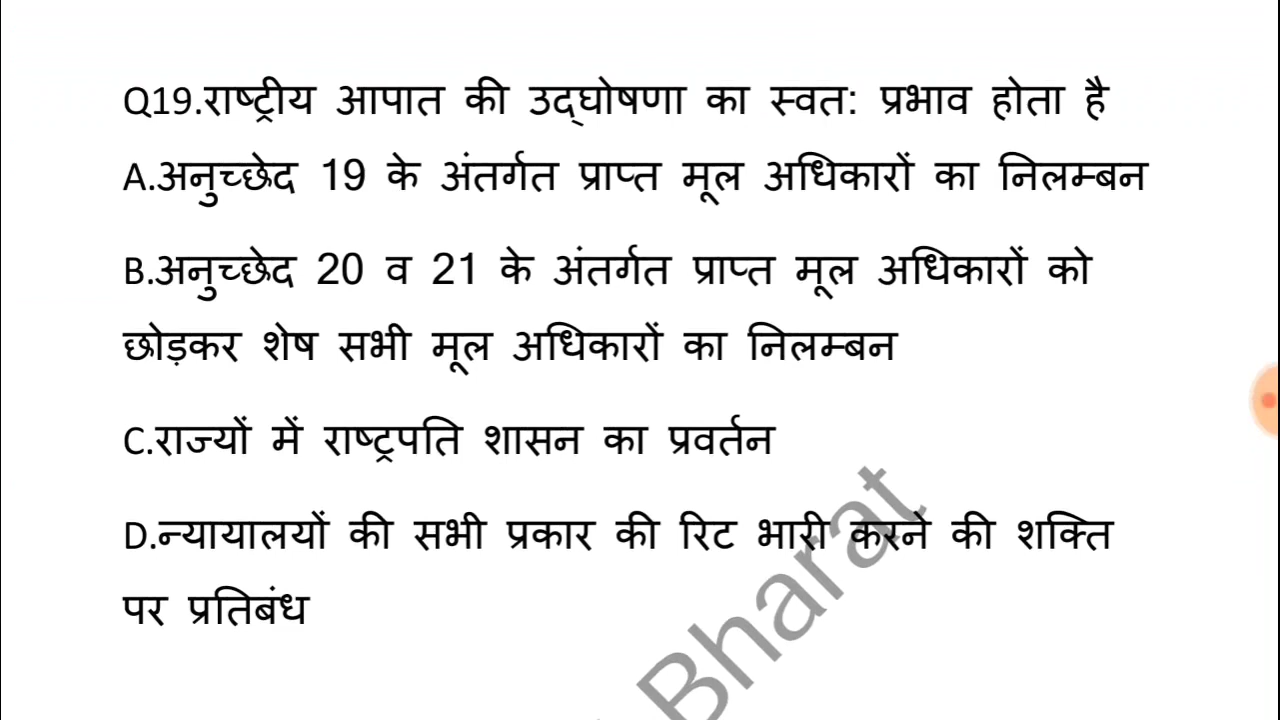 Q19.राष्ट्रीय आपात की उद्घोषणा का स्वत: प्रभाव होता है
A.अनुच्छेद 19 के अंतर्गत प्राप्त मूल अधिकारों का निलम्बन
B.अनुच्छेद 20 व 21 के अंतर्गत प्राप्त मूल अधिकारों को
छोड़कर शेष सभी मूल अधिकारों का निलम्बन
C.राज्यों में राष्ट्रपति शासन का प्रवर्तन
D.न्यायालयों की सभी प्रकार की रिट भारी करने की शक्ति
पर प्रतिबंध
Bharat